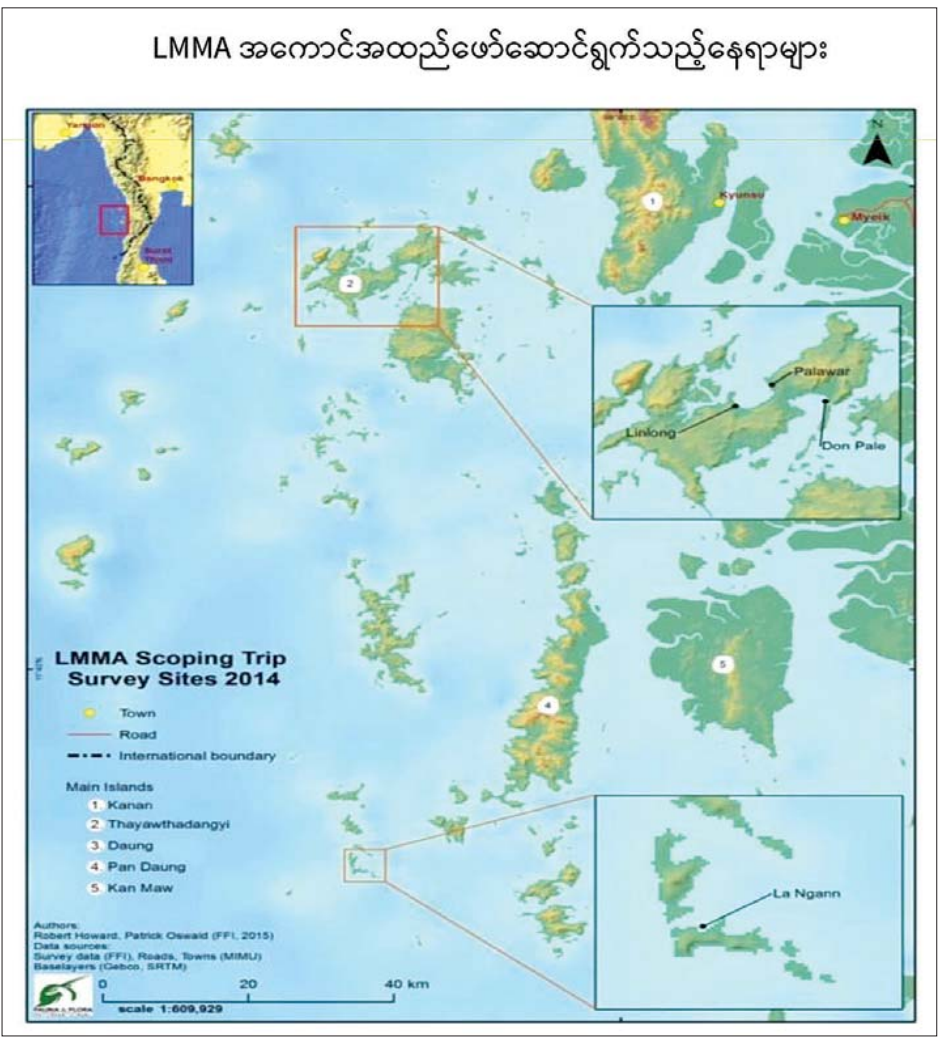 LMMA အကောင်အထည်ဖော်ဆောင်ရွက်သည့်နေရာများ
Yangon
Bangkok
Surat Thani
N
1
Kyunsu
Myeik
2
Palawar
Linlong
Don Pale
5
4
LMMA Scoping Trip
Survey Sites 2014
Town
Road
International boundary
Main Islands
1 Kanan
2 Thayawthadangyi
3 Daung
4 Pan Daung
5 Kan Maw
La Ngann
Authors:
Robert Howard, Patrick Oswald (FFI, 2015)
Data sources:
Survey data (FFI), Roads, Towns (MIMU)
Baselayers (Gebco, SRTM)
FAUNA & FLORA
0 20 40 km
scale 1:609,929